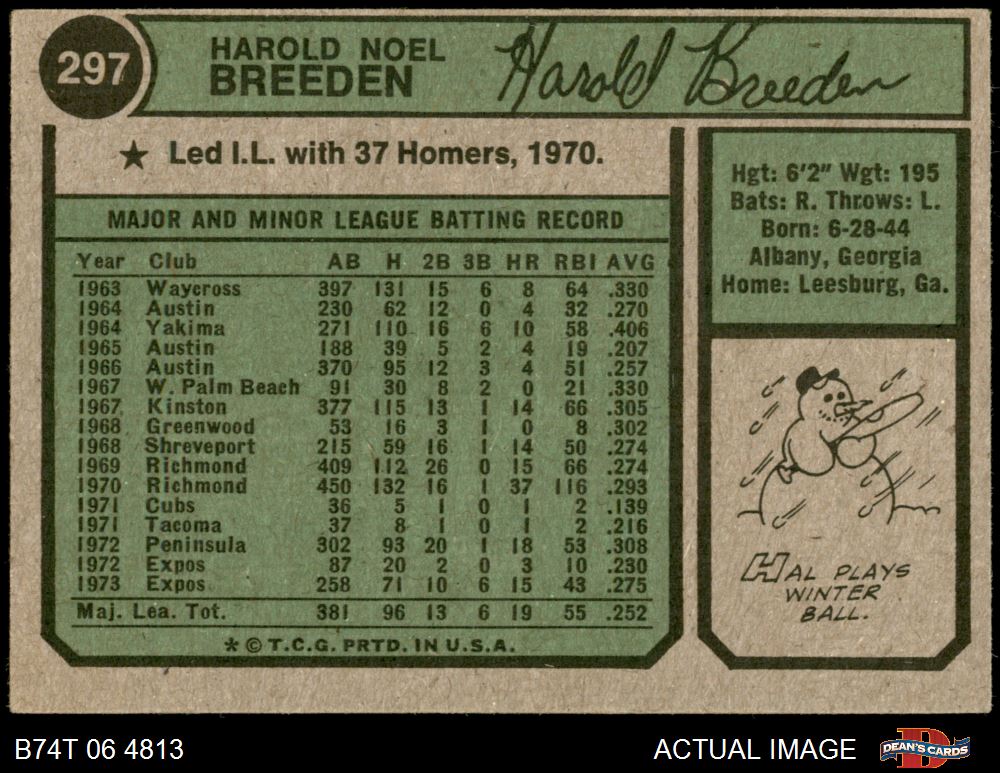 297
HAROLD NOEL
BREEDEN
Harold Breeden
★ Led I.L. with 37 Homers, 1970.
MAJOR AND MINOR LEAGUE BATTING RECORD
Year Club AB H 2B 3B HR RBI AVG
1963 Waycross 397 131 15 6 8 64 .330
1964 Austin 230 62 12 0 4 32 .270
1964 Yakima 271 110 16 6 10 58 .406
1965 Austin 188 39 5 2 4 19 .207
1966 Austin 370 95 12 3 4 51 .257
1967 W. Palm Beach 91 30 8 2 0 21 .330
1967 Kinston 377 115 13 1 14 66 .305
1968 Greenwood 53 16 3 1 0 8 .302
1968 Shreveport 215 59 16 1 14 50 .274
1969 Richmond 409 112 26 0 15 66 .274
1970 Richmond 450 132 16 1 37 116 .293
1971 Cubs 36 5 1 0 1 2 .139
1971 Tacoma 37 8 1 0 1 2 .216
1972 Peninsula 302 93 20 1 18 53 .308
1972 Expos 87 20 2 0 3 10 .230
1973 Expos 258 71 10 6 15 43 .275
Maj. Lea. Tot. 381 96 13 6 19 55 .252
* © T.C.G. PRTD. IN U.S.A.
Hgt: 6'2" Wgt: 195
Bats: R. Throws: L.
Born: 6-28-44
Albany, Georgia
Home: Leesburg, Ga.
HAL PLAYS
WINTER
BALL.
B74T 06 4813
ACTUAL IMAGE
DEAN'S CARDS